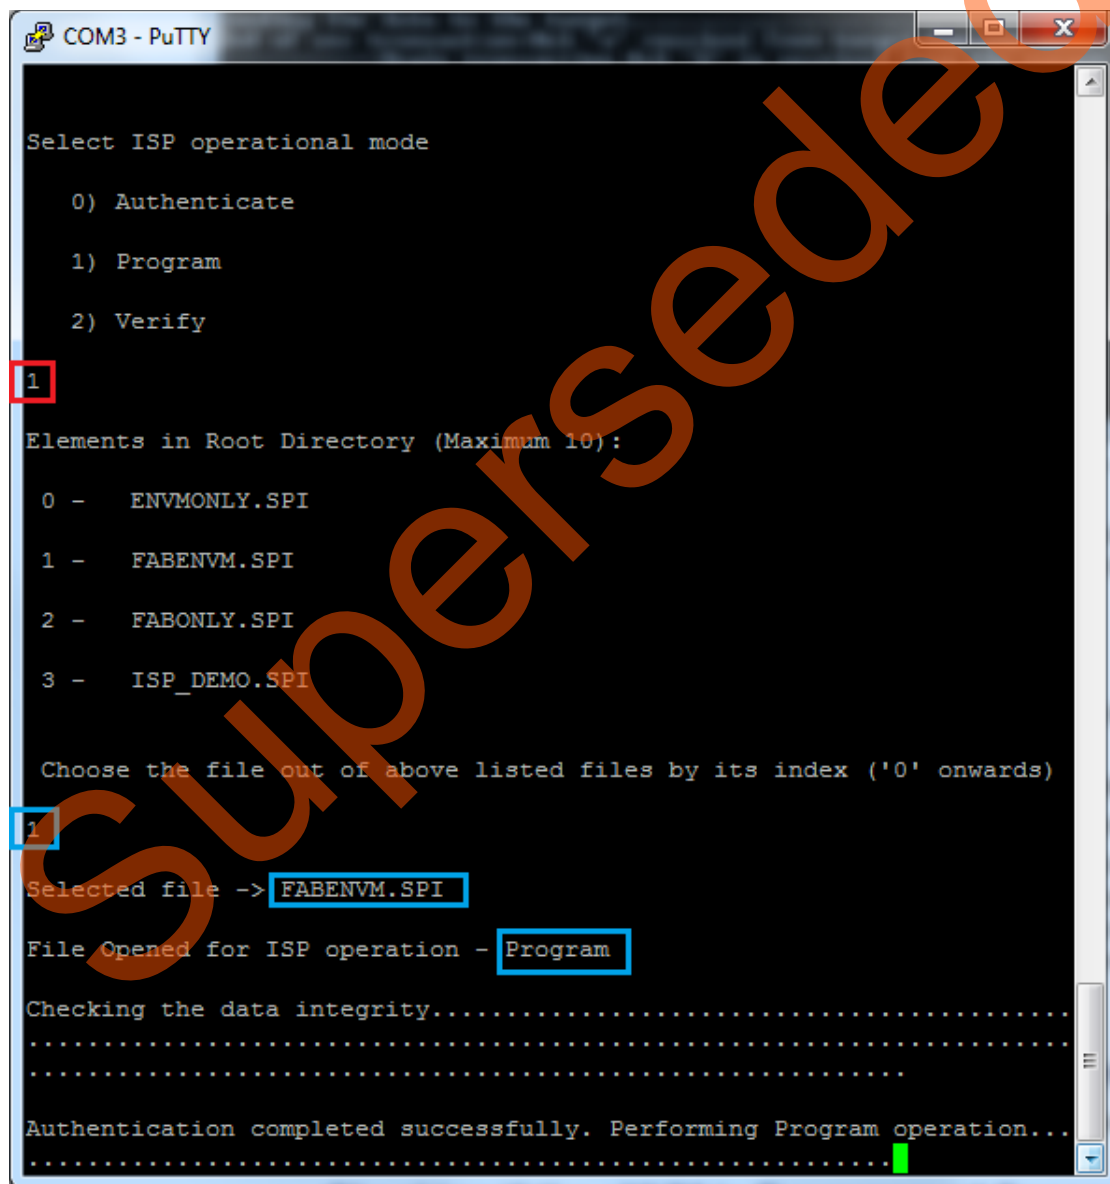 COM3 - PuTTY
Select ISP operational mode
0) Authenticate
1) Program
2) Verify
1
Elements in Root Directory (Maximum 10):
0 - ENVMONLY.SPI
1 - FABENVM.SPI
2 - FABONLY.SPI
3 - ISP_DEMO.SPI
Choose the file out of above listed files by its index ('0' onwards)
1
Selected file -> FABENVM.SPI
File Opened for ISP operation - Program
Checking the data integrity...........................................
......................................................................
...........................................................
Authentication completed successfully. Performing Program operation...
..........................................................
Superseded